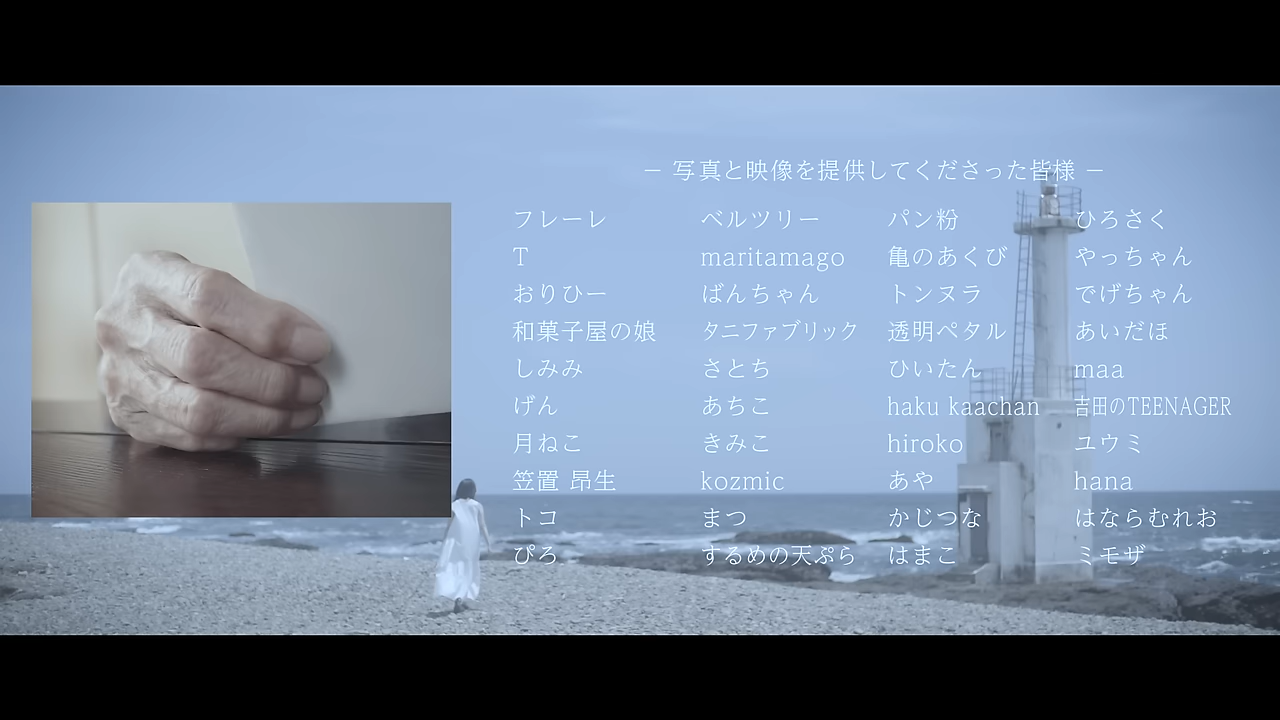 ― 写真と映像を提供してくださった皆様 ―
フレーレ ベルツリー パン粉 ひろさく
T maritamago 亀のあくび やっちゃん
おりひー ばんちゃん トンヌラ でげちゃん
和菓子屋の娘 タニファブリック 透明ペタル あいだほ
しみみ さとち ひいたん maa
げん あちこ haku kaachan 吉田のTEENAGER
月ねこ きみこ hiroko ユウミ
笠置 昂生 kozmic あや hana
トコ まつ かじつな はならむれお
ぴろ するめの天ぷら はまこ ミモザ